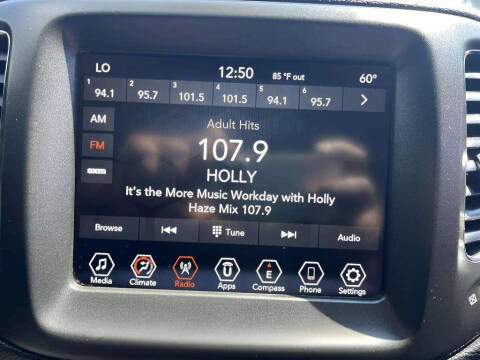 LO 12:50 85 °F out 60°
1 94.1 2 95.7 3 101.5 4 101.5 5 94.1 6 95.7
AM
FM
sxm
Adult Hits
107.9
HOLLY
It's the More Music Workday with Holly
Haze Mix 107.9
Browse Tune Audio
U E
Media Climate Radio Apps Compass Phone Settings